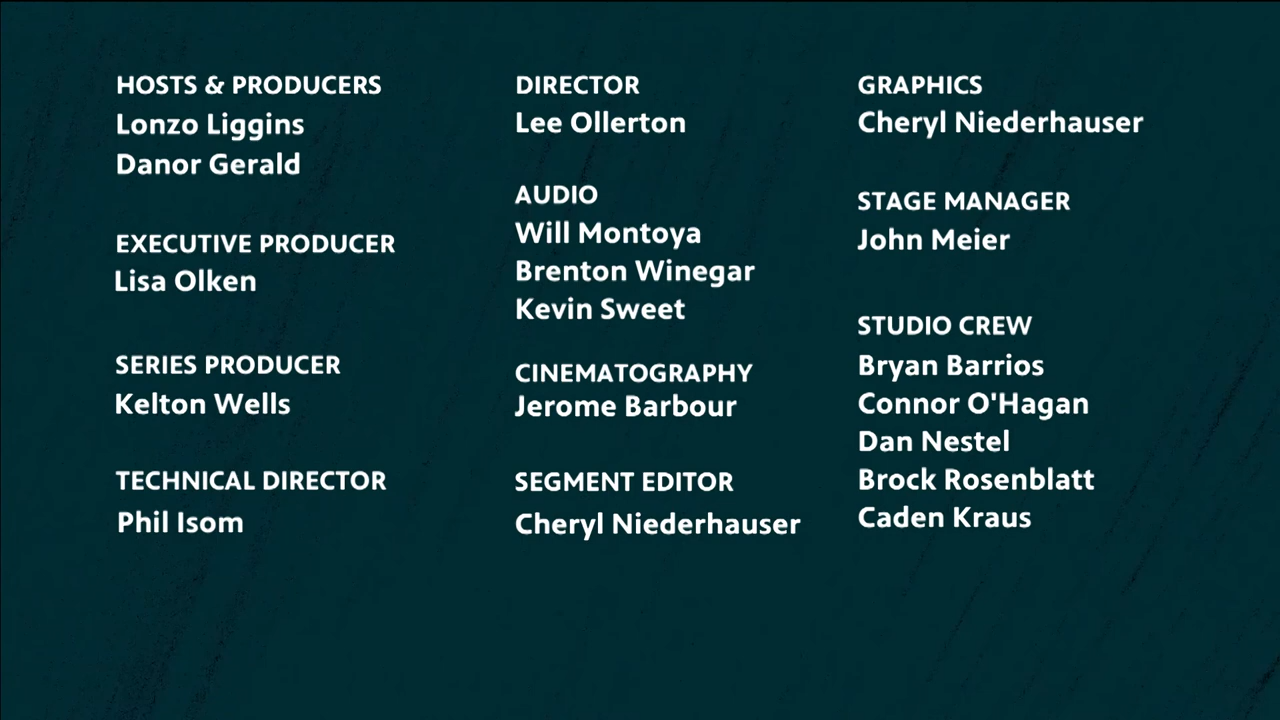 HOSTS & PRODUCERS
Lonzo Liggins
Danor Gerald
EXECUTIVE PRODUCER
Lisa Olken
SERIES PRODUCER
Kelton Wells
TECHNICAL DIRECTOR
Phil Isom
DIRECTOR
Lee Ollerton
AUDIO
Will Montoya
Brenton Winegar
Kevin Sweet
CINEMATOGRAPHY
Jerome Barbour
SEGMENT EDITOR
Cheryl Niederhauser
GRAPHICS
Cheryl Niederhauser
STAGE MANAGER
John Meier
STUDIO CREW
Bryan Barrios
Connor O'Hagan
Dan Nestel
Brock Rosenblatt
Caden Kraus